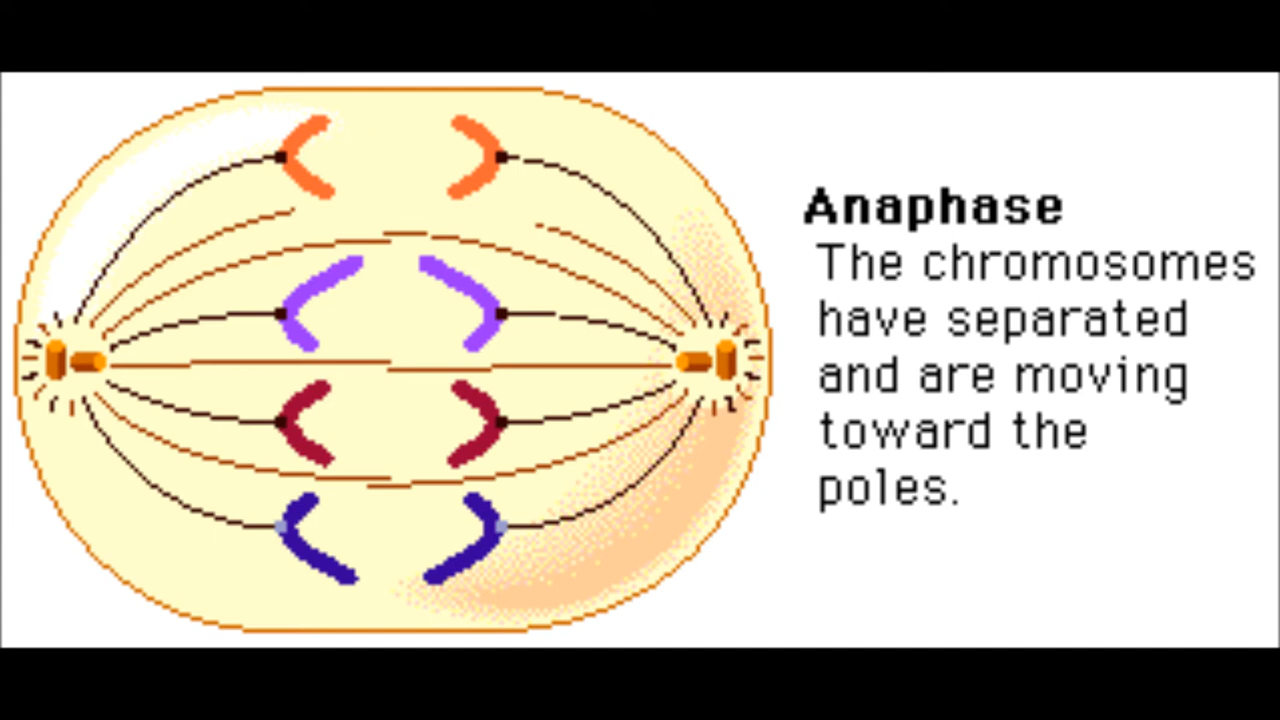 Anaphase
The chromosomes
have separated
and are moving
toward the
poles.